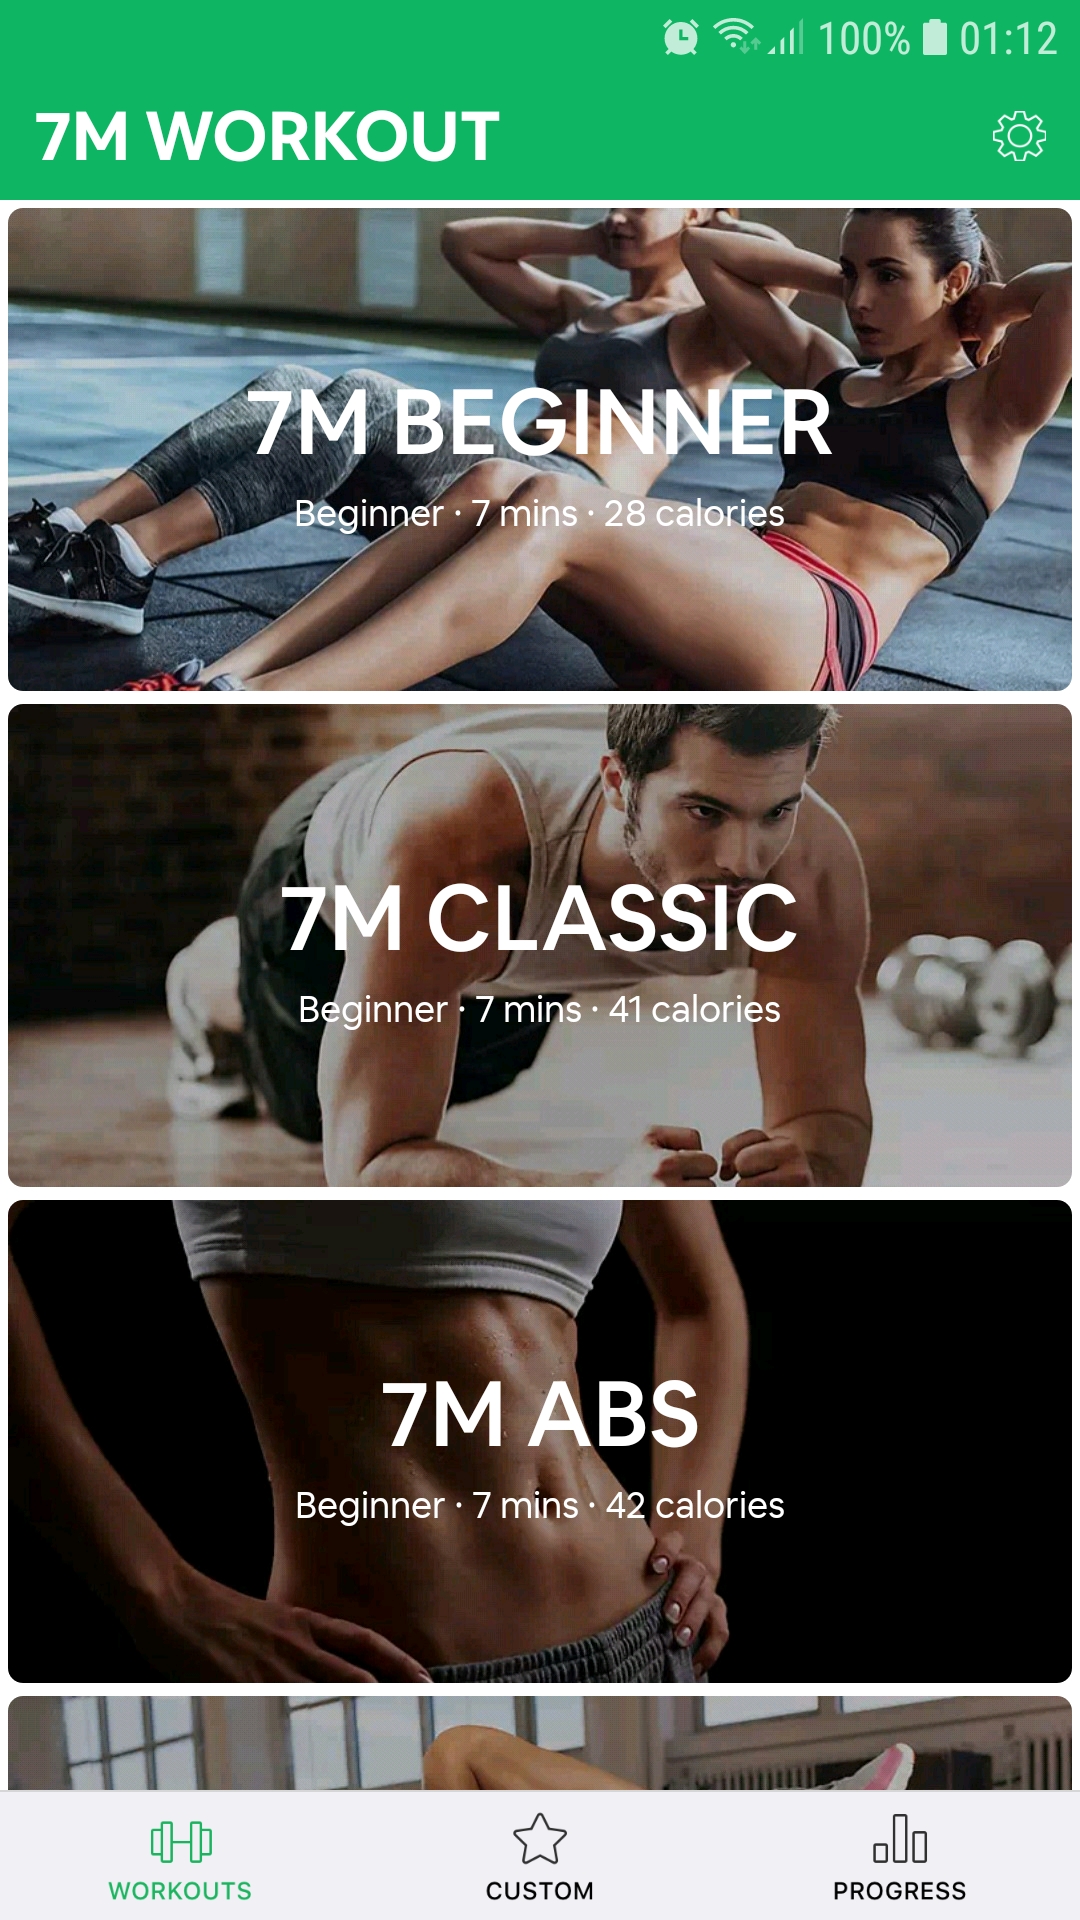 100% 01:12
7M WORKOUT
7M BEGINNER
Beginner · 7 mins · 28 calories
7M CLASSIC
Beginner · 7 mins · 41 calories
7M ABS
Beginner · 7 mins · 42 calories
WORKOUTS CUSTOM PROGRESS